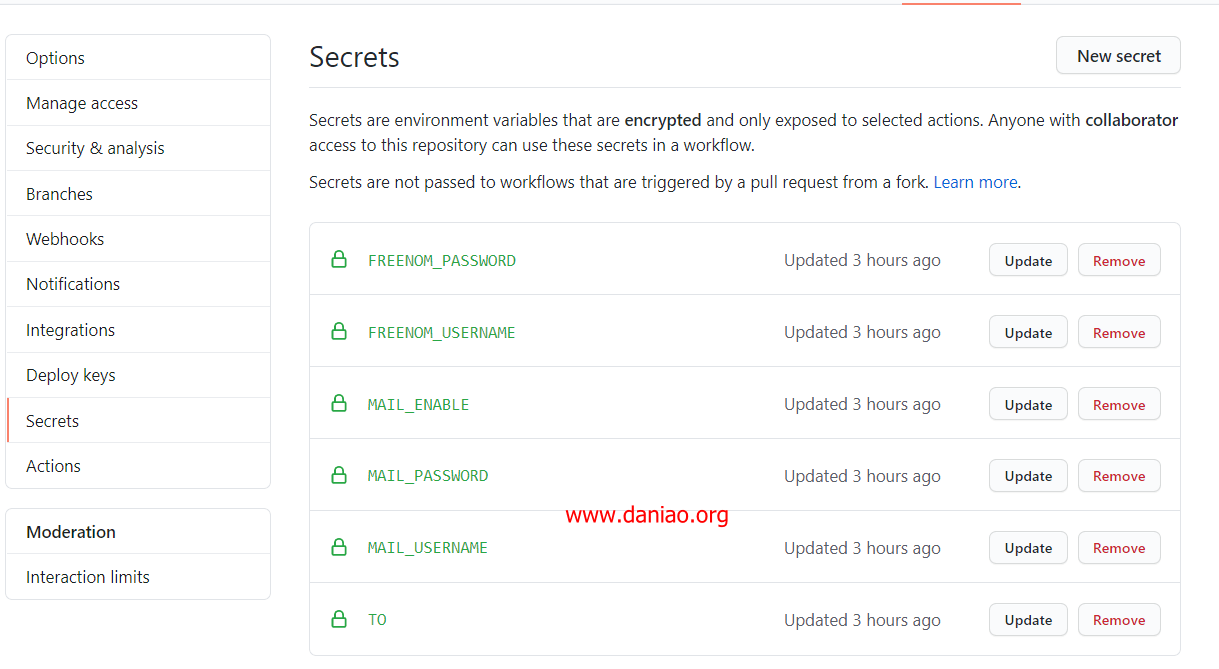 Options
Manage access
Security & analysis
Branches
Webhooks
Notifications
Integrations
Deploy keys
Secrets
Actions
Moderation
Interaction limits
Secrets
New secret
Secrets are environment variables that are encrypted and only exposed to selected actions. Anyone with collaborator
access to this repository can use these secrets in a workflow.
Secrets are not passed to workflows that are triggered by a pull request from a fork. Learn more.
FREENOM_PASSWORD Updated 3 hours ago Update Remove
FREENOM_USERNAME Updated 3 hours ago Update Remove
MAIL_ENABLE Updated 3 hours ago Update Remove
MAIL_PASSWORD Updated 3 hours ago Update Remove
www.daniao.org
MAIL_USERNAME Updated 3 hours ago Update Remove
TO Updated 3 hours ago Update Remove